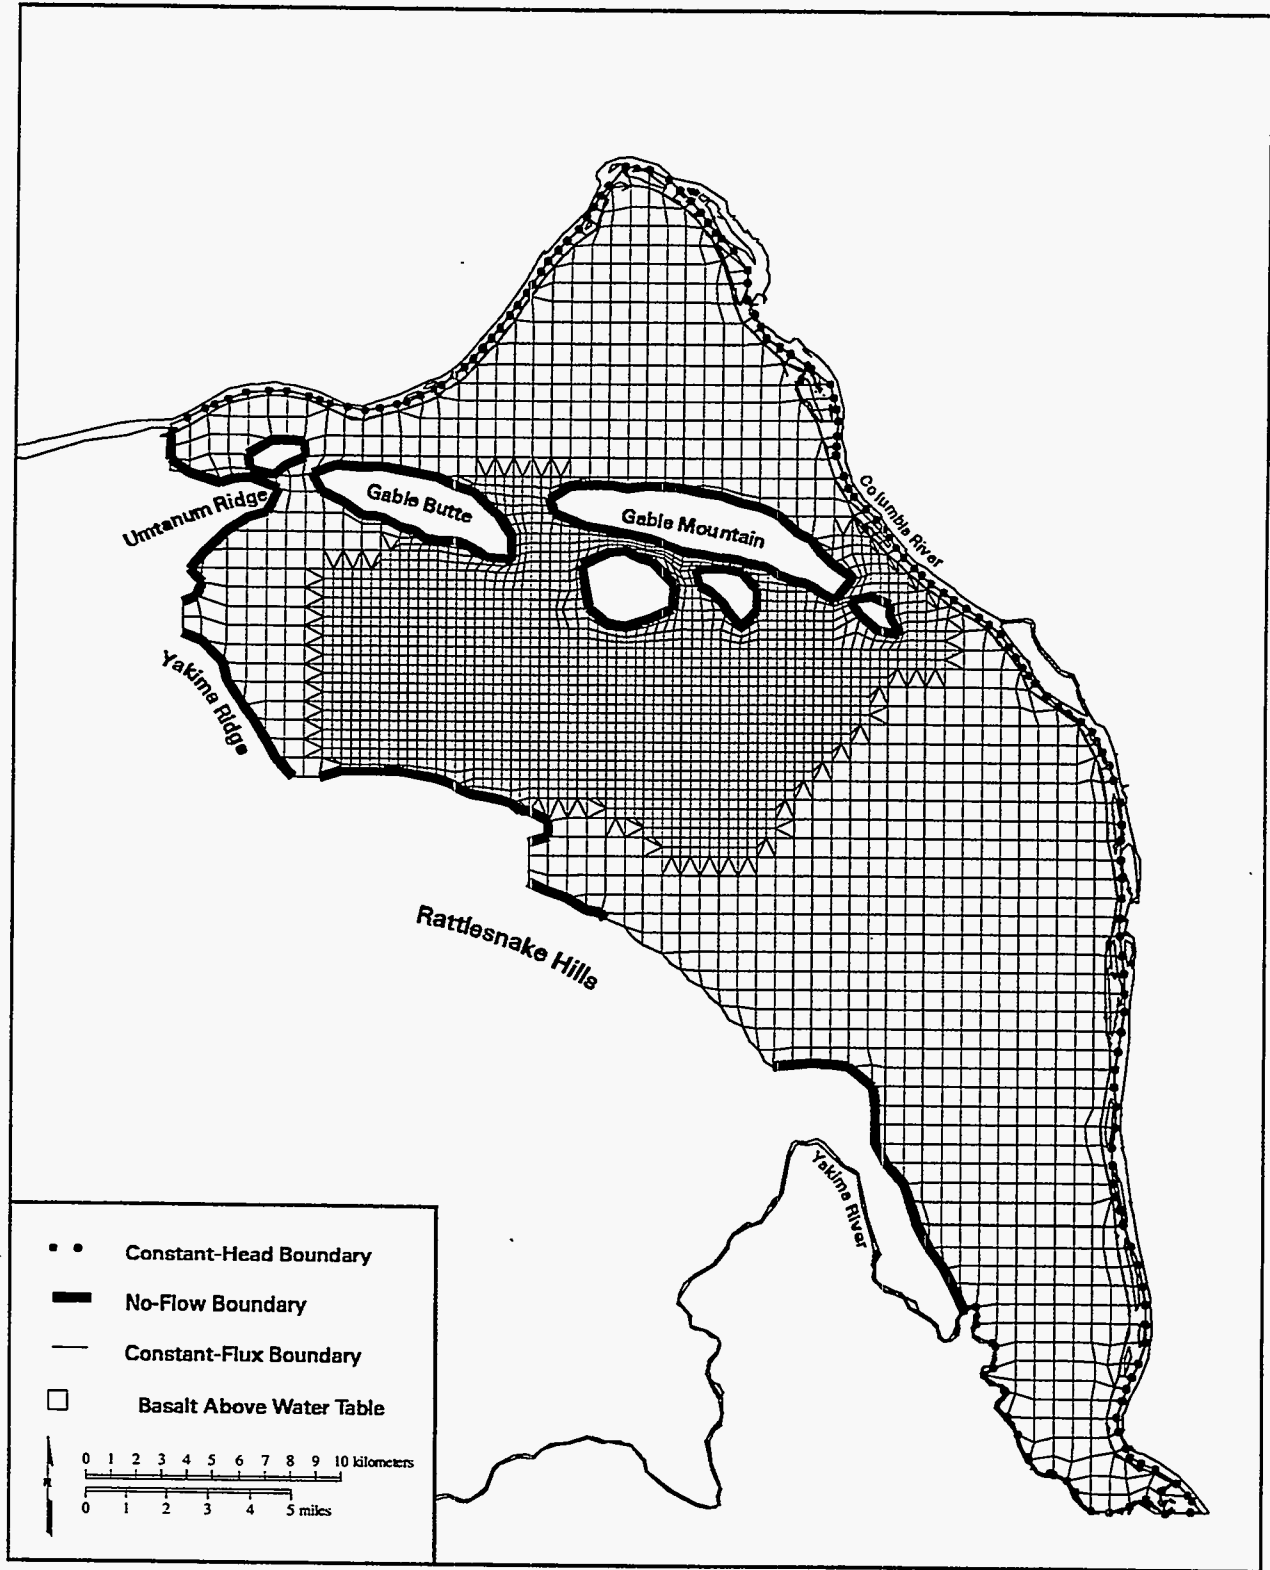 Columbia River
Umtanum Ridge
Gable Butte
Gable Mountain
Yakima Ridge
Rattlesnake Hills
Yakima River
Constant-Head Boundary
No-Flow Boundary
Constant-Flux Boundary
Basalt Above Water Table
0 1 2 3 4 5 6 7 8 9 10 kilometers
0 1 2 3 4 5 miles